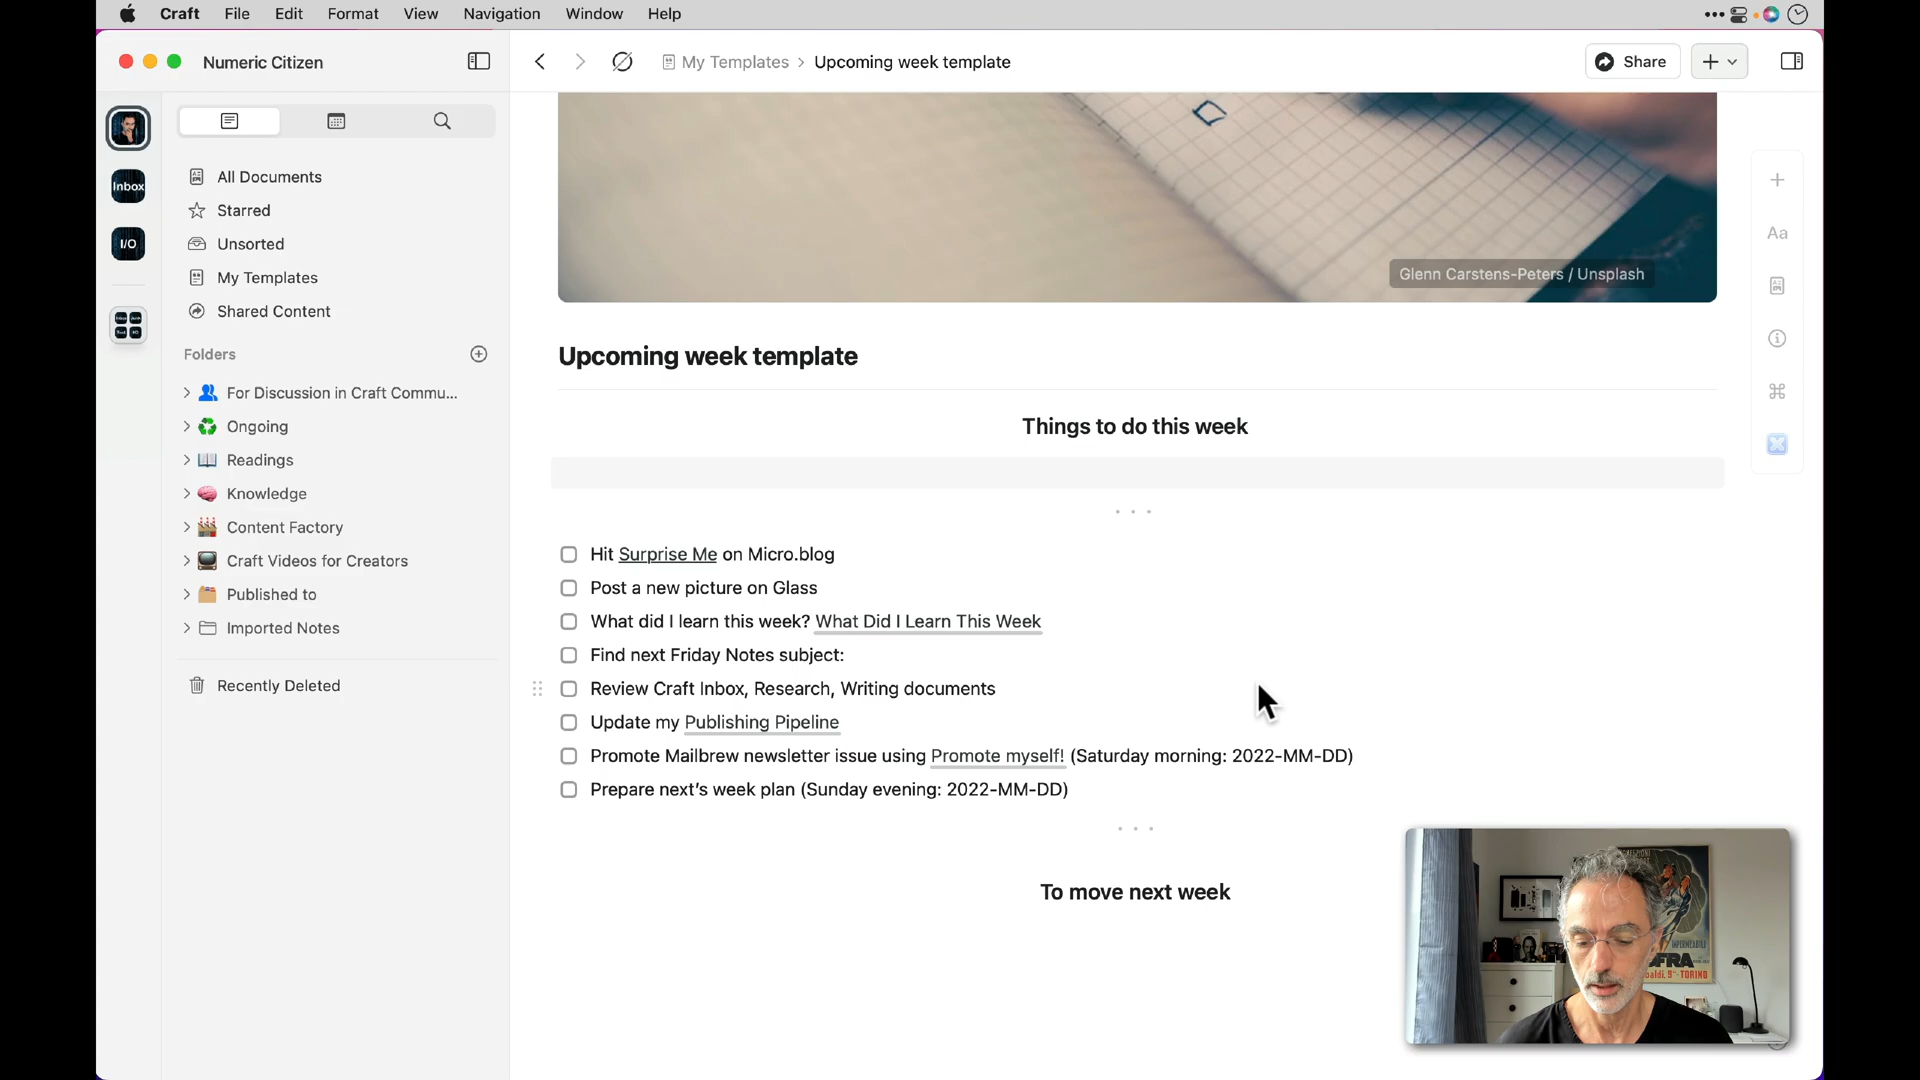 Craft File Edit Format View Navigation Window Help
Numeric Citizen
My Templates > Upcoming week template
Share
Inbox
I/O
All Documents
Starred
Unsorted
My Templates
Shared Content
Folders
For Discussion in Craft Commu...
Ongoing
Readings
Knowledge
Content Factory
Craft Videos for Creators
Published to
Imported Notes
Recently Deleted
Glenn Carstens-Peters / Unsplash
Aa
Upcoming week template
Things to do this week
Hit Surprise Me on Micro.blog
Post a new picture on Glass
What did I learn this week? What Did I Learn This Week
Find next Friday Notes subject:
Review Craft Inbox, Research, Writing documents
Update my Publishing Pipeline
Promote Mailbrew newsletter issue using Promote myself! (Saturday morning: 2022-MM-DD)
Prepare next's week plan (Sunday evening: 2022-MM-DD)
To move next week
IMPERMEABILI
FRA
TORINO